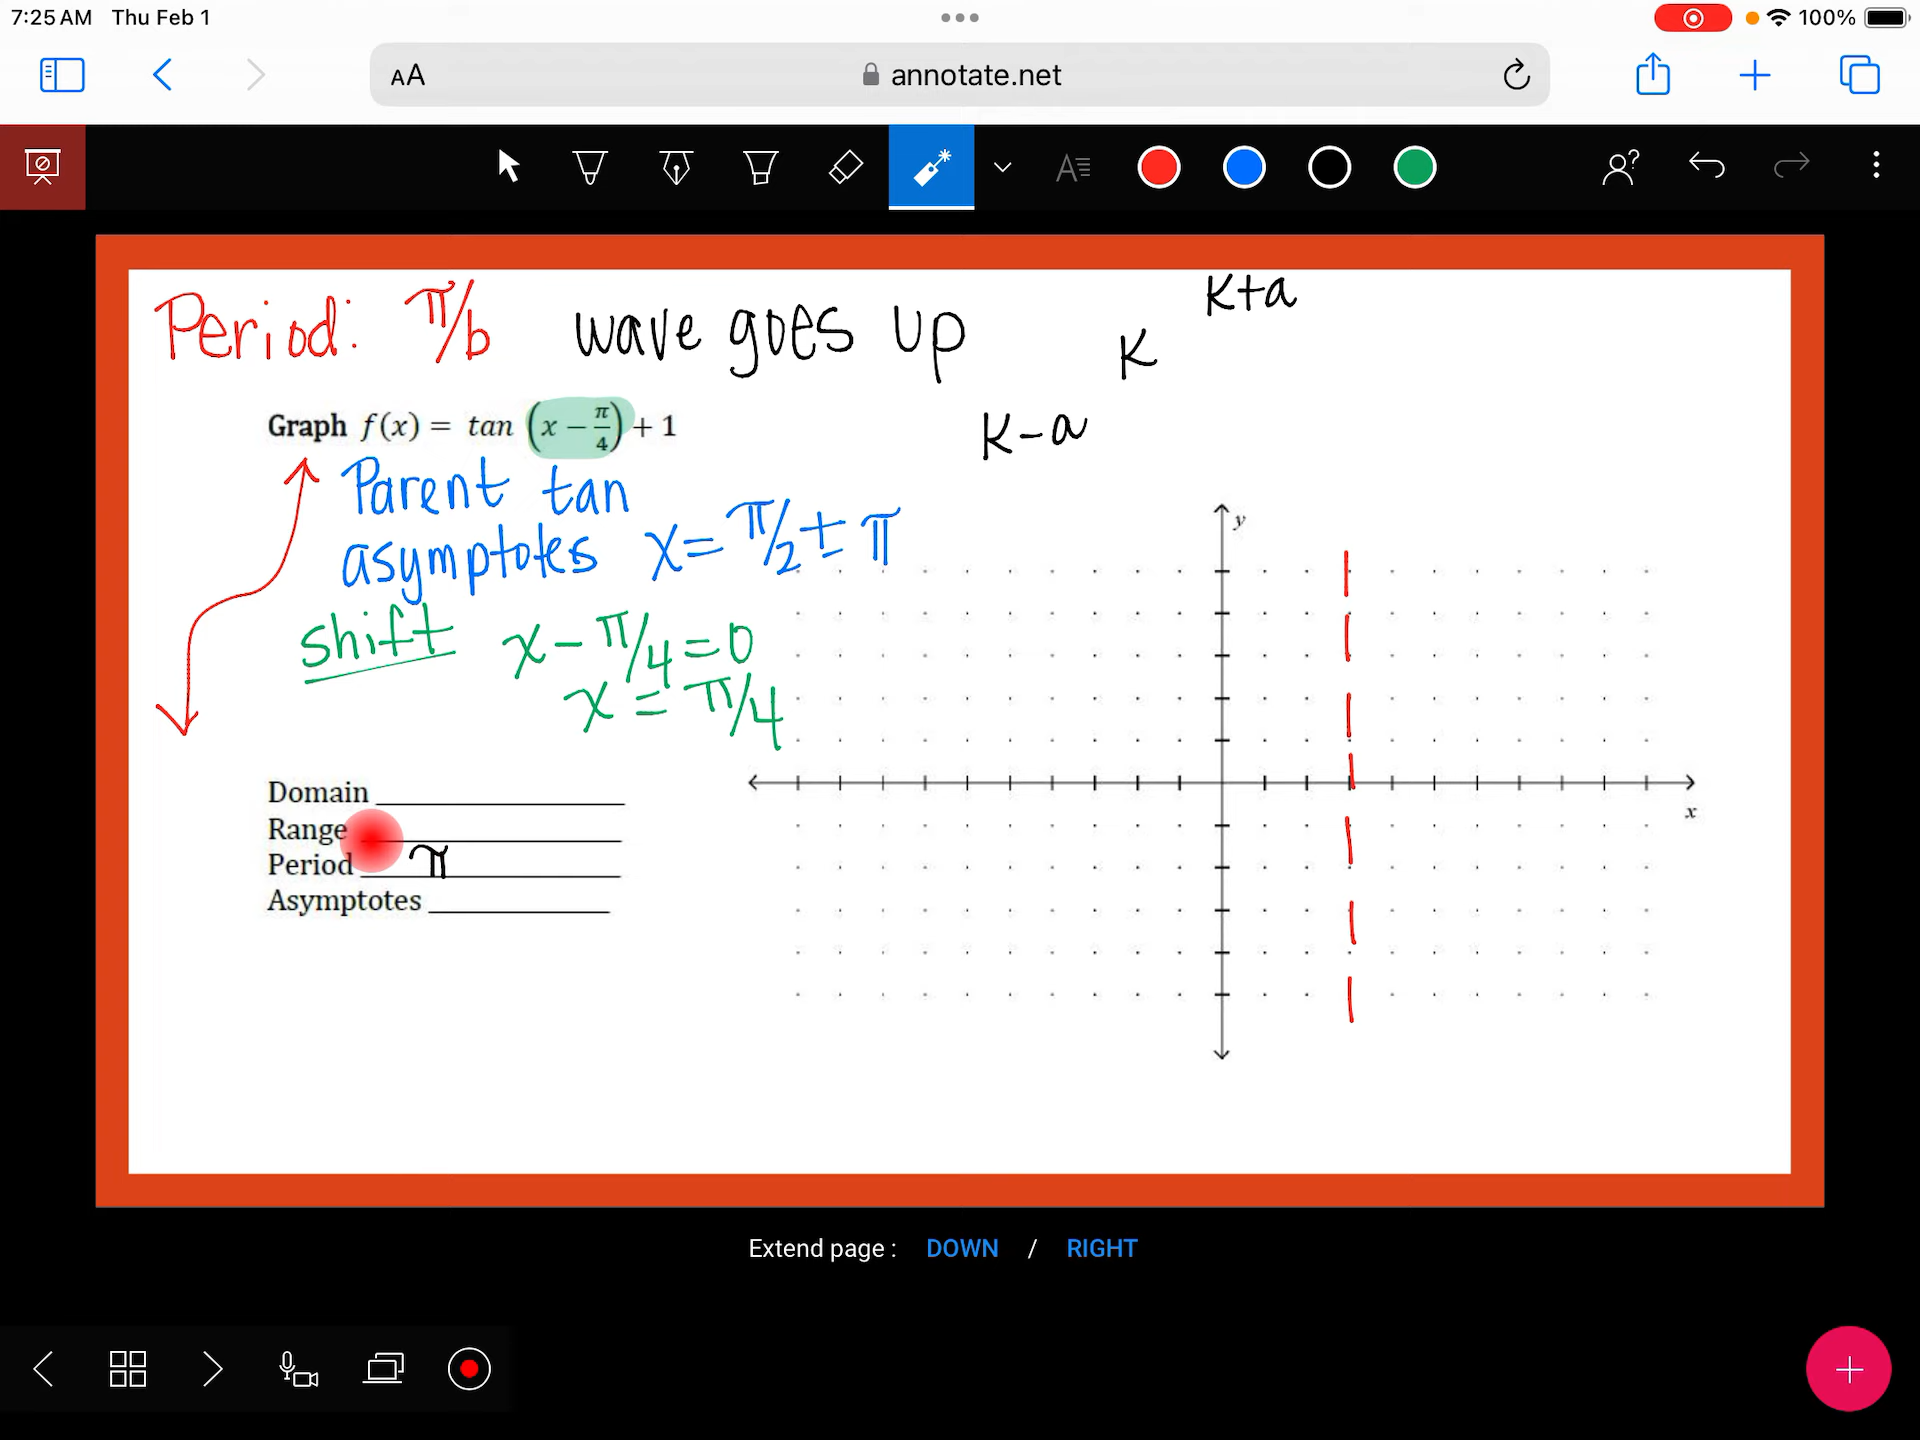 7:25 AM Thu Feb 1
100%
AA
annotate.net
Period: π/b wave goes up
k+a
k
k-a
Graph f(x) = tan (x − π/4) + 1
Parent tan
asymptotes x = π/2 ± π
shift x - π/4 = 0
x = π/4
y
x
Domain
Range
Period π
Asymptotes
Extend page : DOWN / RIGHT